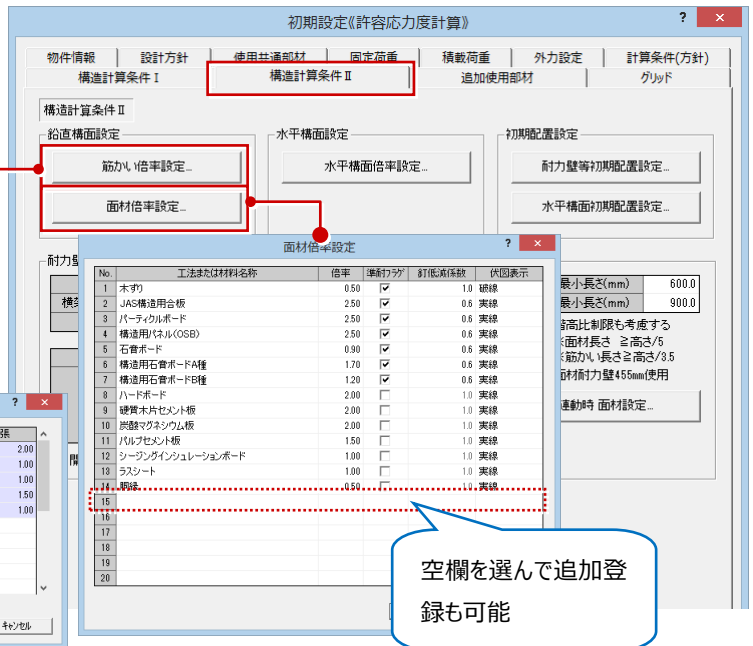 初期設定《許容応力度計算》
? ×
物件情報 設計方針 使用共通部材 固定荷重 積載荷重 外力設定 計算条件(方針)
構造計算条件Ⅰ 構造計算条件Ⅱ 追加使用部材 グリッド
構造計算条件Ⅱ
鉛直構面設定 水平構面設定 初期配置設定
筋かい倍率設定... 水平構面倍率設定... 耐力壁等初期配置設定...
面材倍率設定... 水平構面初期配置設定...
面材倍率設定 ? ×
No. 工法または材料名称 倍率 準耐力フラグ 釘低減係数 伏図表示
1 木ずり 0.50 1.0 破線
2 JAS構造用合板 2.50 0.6 実線
3 パーティクルボード 2.50 0.6 実線
4 構造用パネル(OSB) 2.50 0.6 実線
5 石膏ボード 0.90 0.6 実線
6 構造用石膏ボードA種 1.70 0.6 実線
7 構造用石膏ボードB種 1.20 0.6 実線
8 ハードボード 2.00 1.0 実線
9 硬質木片セメント板 2.00 1.0 実線
10 炭酸マグネシウム板 2.00 1.0 実線
11 パルプセメント板 1.50 1.0 実線
12 シージングインシュレーションボード 1.00 1.0 実線
13 ラスシート 1.00 1.0 実線
14 胴縁 0.50 1.0 実線
15
16
17
18
19
20
耐力壁
横架
最小長さ(mm) 600.0
最小長さ(mm) 900.0
高比制限も考慮する
面材長さ ≧高さ/5
筋かい長さ≧高さ/3.5
面材耐力壁455mm使用
連動時 面材設定...
? ×
張
2.00
1.00
1.00
1.50
1.00
開
キャンセル
空欄を選んで追加登
録も可能